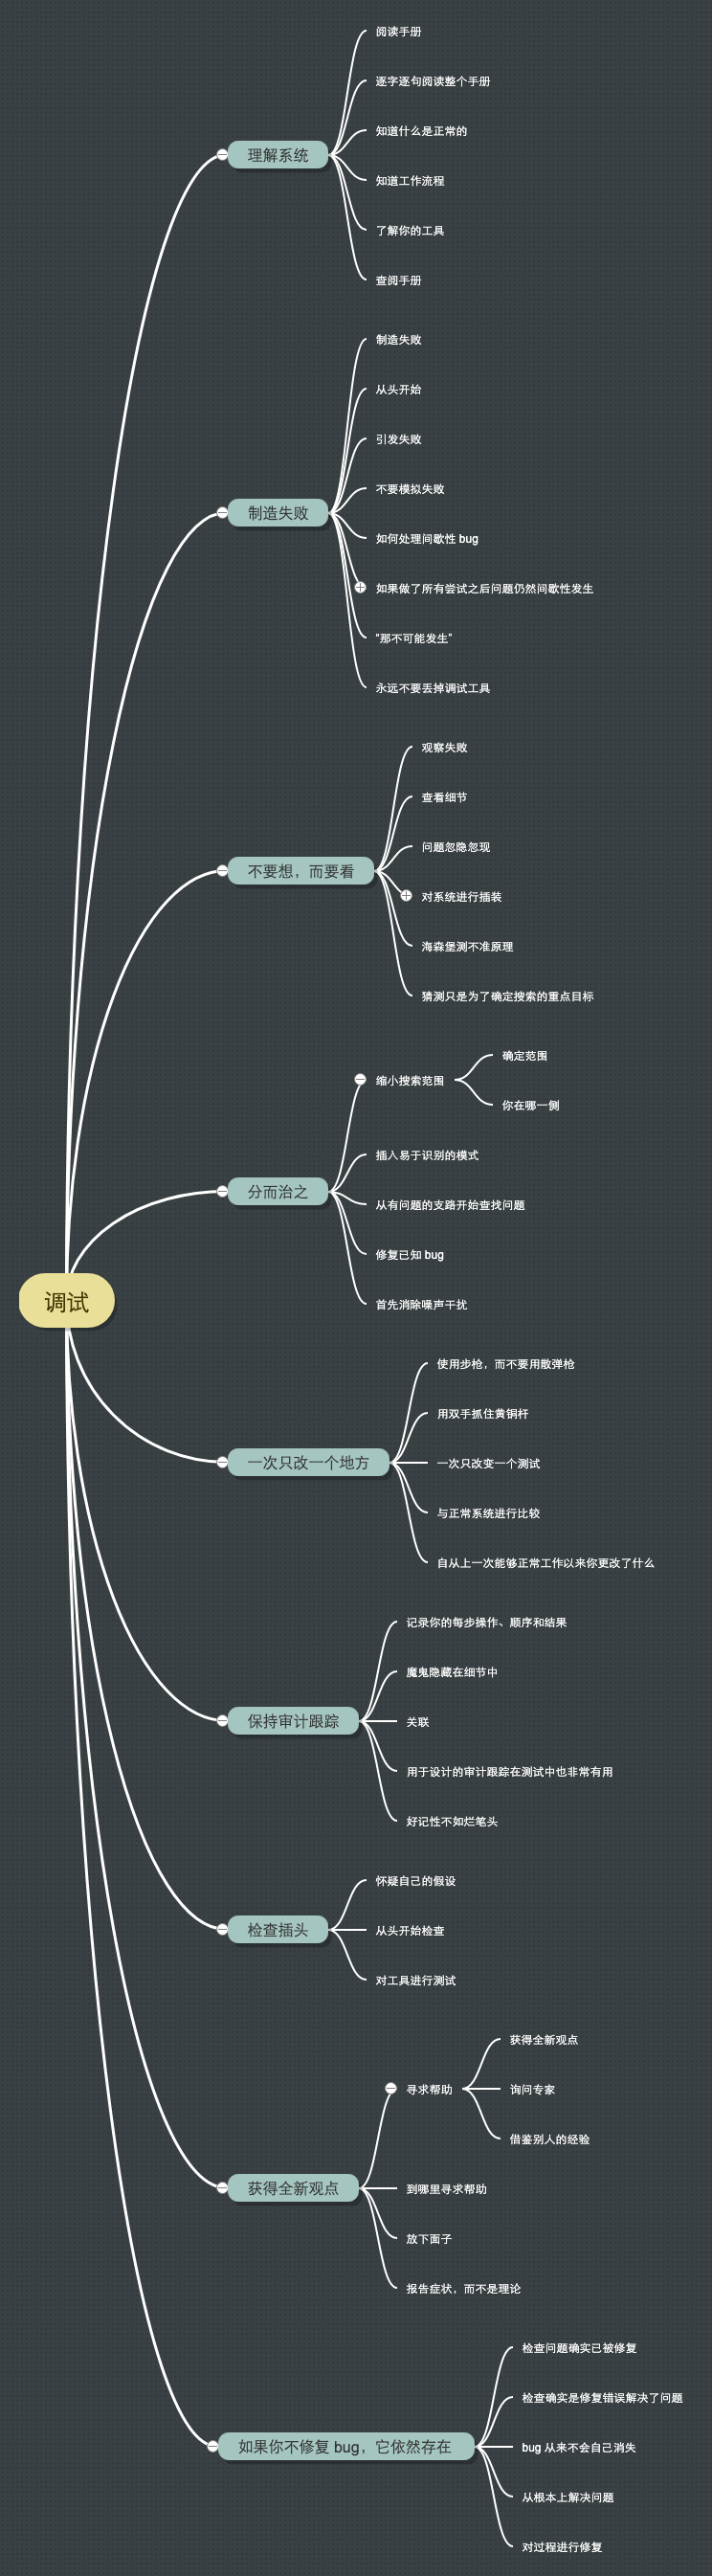 调试
理解系统
阅读手册
逐字逐句阅读整个手册
知道什么是正常的
知道工作流程
了解你的工具
查阅手册
制造失败
制造失败
从头开始
引发失败
不要模拟失败
如何处理间歇性 bug
如果做了所有尝试之后问题仍然间歇性发生
"那不可能发生"
永远不要丢掉调试工具
不要想，而要看
观察失败
查看细节
问题忽隐忽现
对系统进行插装
海森堡测不准原理
猜测只是为了确定搜索的重点目标
分而治之
缩小搜索范围
确定范围
你在哪一侧
插入易于识别的模式
从有问题的支路开始查找问题
修复已知 bug
首先消除噪声干扰
一次只改一个地方
使用步枪，而不要用散弹枪
用双手抓住黄铜杆
一次只改变一个测试
与正常系统进行比较
自从上一次能够正常工作以来你更改了什么
保持审计跟踪
记录你的每步操作、顺序和结果
魔鬼隐藏在细节中
关联
用于设计的审计跟踪在测试中也非常有用
好记性不如烂笔头
检查插头
怀疑自己的假设
从头开始检查
对工具进行测试
获得全新观点
寻求帮助
获得全新观点
询问专家
借鉴别人的经验
到哪里寻求帮助
放下面子
报告症状，而不是理论
如果你不修复 bug，它依然存在
检查问题确实已被修复
检查确实是修复错误解决了问题
bug 从来不会自己消失
从根本上解决问题
对过程进行修复